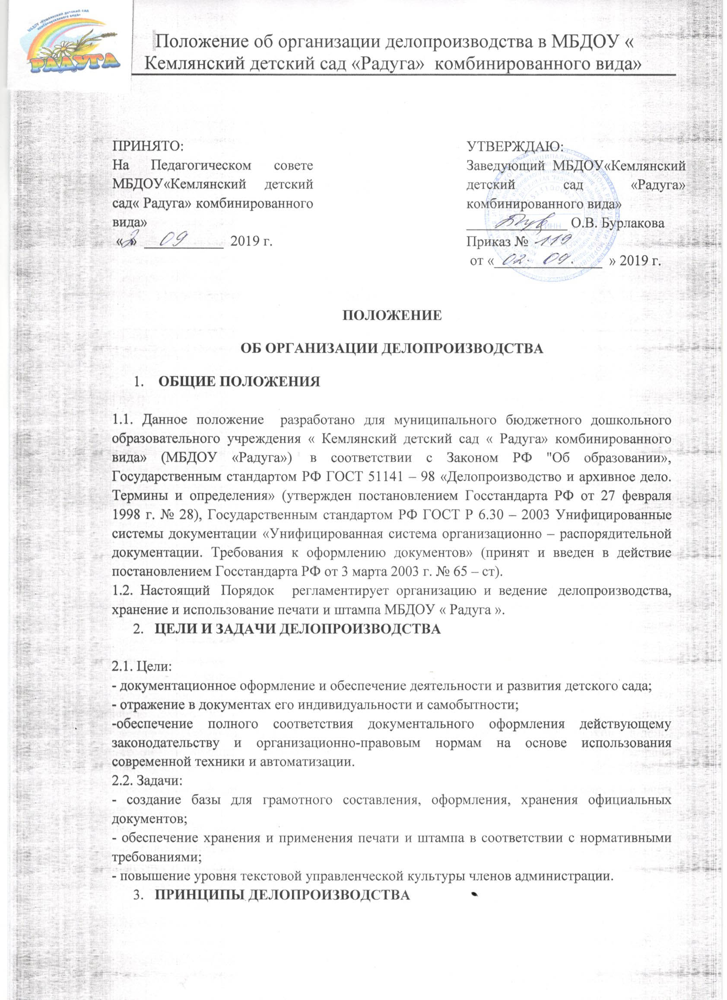 МБДОУ «Кемлянский детский сад
комбинированного вида»
РАДУГА
Положение об организации делопроизводства в МБДОУ «
Кемлянский детский сад «Радуга» комбинированного вида»
ПРИНЯТО:
На Педагогическом совете
МБДОУ«Кемлянский детский
сад« Радуга» комбинированного
вида»
«2» 09 2019 г.
УТВЕРЖДАЮ:
Заведующий МБДОУ«Кемлянский
детский сад «Радуга»
комбинированного вида»
О.В. Бурлакова
Приказ № 119
от «02. 09. » 2019 г.
ПОЛОЖЕНИЕ
ОБ ОРГАНИЗАЦИИ ДЕЛОПРОИЗВОДСТВА
1. ОБЩИЕ ПОЛОЖЕНИЯ
1.1. Данное положение разработано для муниципального бюджетного дошкольного
образовательного учреждения « Кемлянский детский сад « Радуга» комбинированного
вида» (МБДОУ «Радуга») в соответствии с Законом РФ "Об образовании»,
Государственным стандартом РФ ГОСТ 51141 – 98 «Делопроизводство и архивное дело.
Термины и определения» (утвержден постановлением Госстандарта РФ от 27 февраля
1998 г. № 28), Государственным стандартом РФ ГОСТ Р 6.30 – 2003 Унифицированные
системы документации «Унифицированная система организационно – распорядительной
документации. Требования к оформлению документов» (принят и введен в действие
постановлением Госстандарта РФ от 3 марта 2003 г. № 65 – ст).
1.2. Настоящий Порядок регламентирует организацию и ведение делопроизводства,
хранение и использование печати и штампа МБДОУ « Радуга ».
2. ЦЕЛИ И ЗАДАЧИ ДЕЛОПРОИЗВОДСТВА
2.1. Цели:
- документационное оформление и обеспечение деятельности и развития детского сада;
- отражение в документах его индивидуальности и самобытности;
-обеспечение полного соответствия документального оформления действующему
законодательству и организационно-правовым нормам на основе использования
современной техники и автоматизации.
2.2. Задачи:
- создание базы для грамотного составления, оформления, хранения официальных
документов;
- обеспечение хранения и применения печати и штампа в соответствии с нормативными
требованиями;
- повышение уровня текстовой управленческой культуры членов администрации.
3. ПРИНЦИПЫ ДЕЛОПРОИЗВОДСТВА